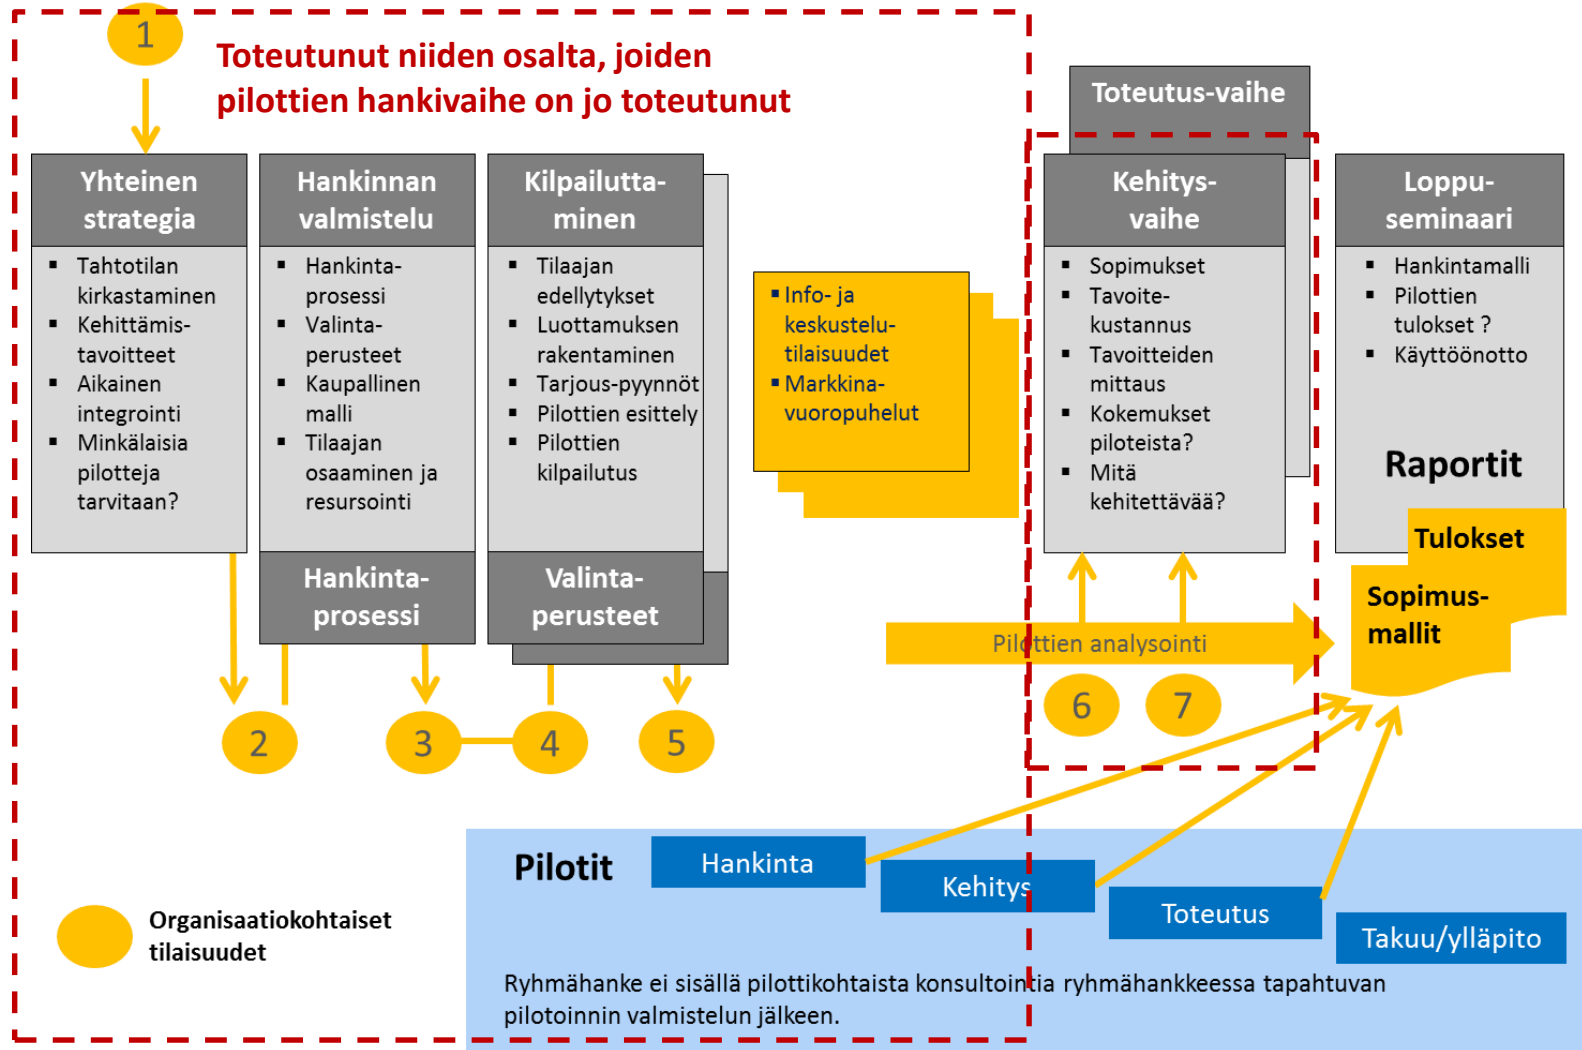 1
Toteutunut niiden osalta, joiden
pilottien hankivaihe on jo toteutunut
Yhteinen
strategia
▪ Tahtotilan
kirkastaminen
▪ Kehittämis-
tavoitteet
▪ Aikainen
integrointi
▪ Minkälaisia
pilotteja
tarvitaan?
Hankinnan
valmistelu
▪ Hankinta-
prosessi
▪ Valinta-
perusteet
▪ Kaupallinen
malli
▪ Tilaajan
osaaminen ja
resursointi
Hankinta-
prosessi
Kilpailutta-
minen
▪ Tilaajan
edellytykset
▪ Luottamuksen
rakentaminen
▪ Tarjous-pyynnöt
▪ Pilottien esittely
▪ Pilottien
kilpailutus
Valinta-
perusteet
▪ Info- ja
keskustelu-
tilaisuudet
▪ Markkina-
vuoropuhelut
Toteutus-vaihe
Kehitys-
vaihe
▪ Sopimukset
▪ Tavoite-
kustannus
▪ Tavoitteiden
mittaus
▪ Kokemukset
piloteista?
▪ Mitä
kehitettävää?
Loppu-
seminaari
▪ Hankintamalli
▪ Pilottien
tulokset ?
▪ Käyttöönotto
Raportit
Tulokset
Sopimus-
mallit
Pilottien analysointi
2
3
4
5
6
7
Pilotit
Hankinta
Kehitys
Toteutus
Takuu/ylläpito
Organisaatiokohtaiset
tilaisuudet
Ryhmähanke ei sisällä pilottikohtaista konsultointia ryhmähankkeessa tapahtuvan
pilotoinnin valmistelun jälkeen.